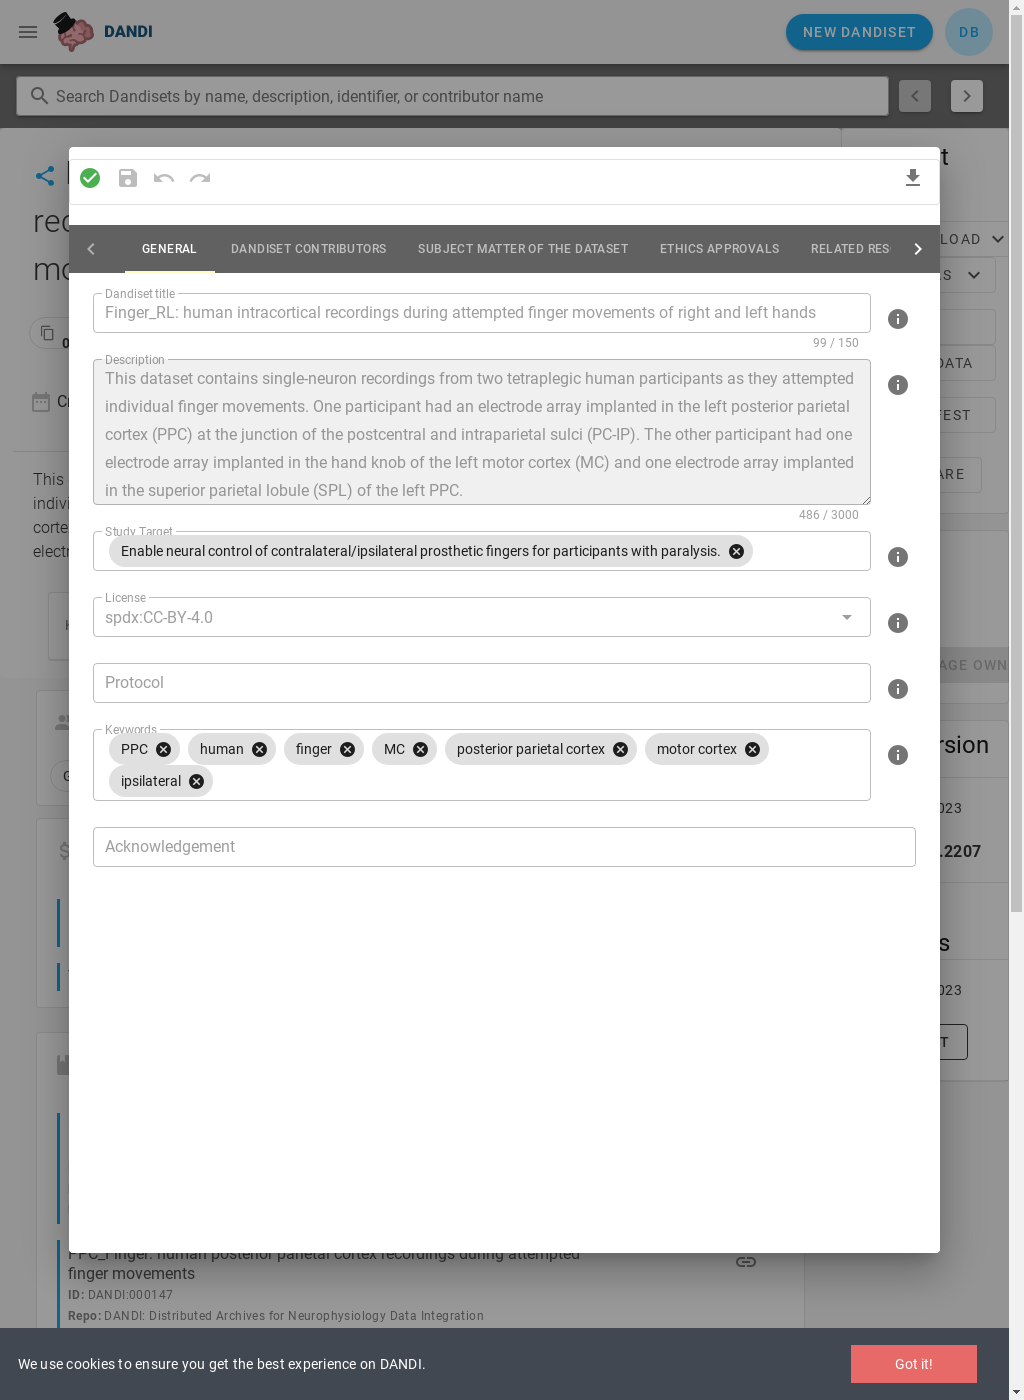 DANDI
NEW DANDISET
DB
Search Dandisets by name, description, identifier, or contributor name
GENERAL
DANDISET CONTRIBUTORS
SUBJECT MATTER OF THE DATASET
ETHICS APPROVALS
RELATED RES
Dandiset title
Finger_RL: human intracortical recordings during attempted finger movements of right and left hands
99 / 150
Description
This dataset contains single-neuron recordings from two tetraplegic human participants as they attempted
individual finger movements. One participant had an electrode array implanted in the left posterior parietal
cortex (PPC) at the junction of the postcentral and intraparietal sulci (PC-IP). The other participant had one
electrode array implanted in the hand knob of the left motor cortex (MC) and one electrode array implanted
in the superior parietal lobule (SPL) of the left PPC.
486 / 3000
Study Target
Enable neural control of contralateral/ipsilateral prosthetic fingers for participants with paralysis.
License
spdx:CC-BY-4.0
Protocol
Keywords
PPC
human
finger
MC
posterior parietal cortex
motor cortex
ipsilateral
Acknowledgement
This
LOAD
DATA
ARE
AGE OWN
rsion
023
.2207
023
PPC_Finger: human posterior parietal cortex recordings during attempted
finger movements
ID: DANDI:000147
Repo: DANDI: Distributed Archives for Neurophysiology Data Integration
We use cookies to ensure you get the best experience on DANDI.
Got it!